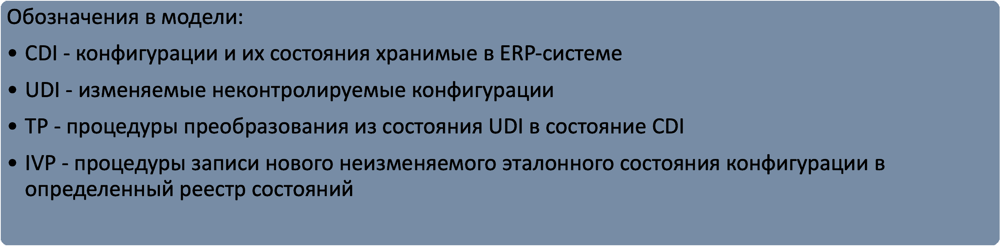 Обозначения в модели:
• CDI - конфигурации и их состояния хранимые в ERP-системе
• UDI - изменяемые неконтролируемые конфигурации
• TP - процедуры преобразования из состояния UDI в состояние CDI
• IVP - процедуры записи нового неизменяемого эталонного состояния конфигурации в
определенный реестр состояний